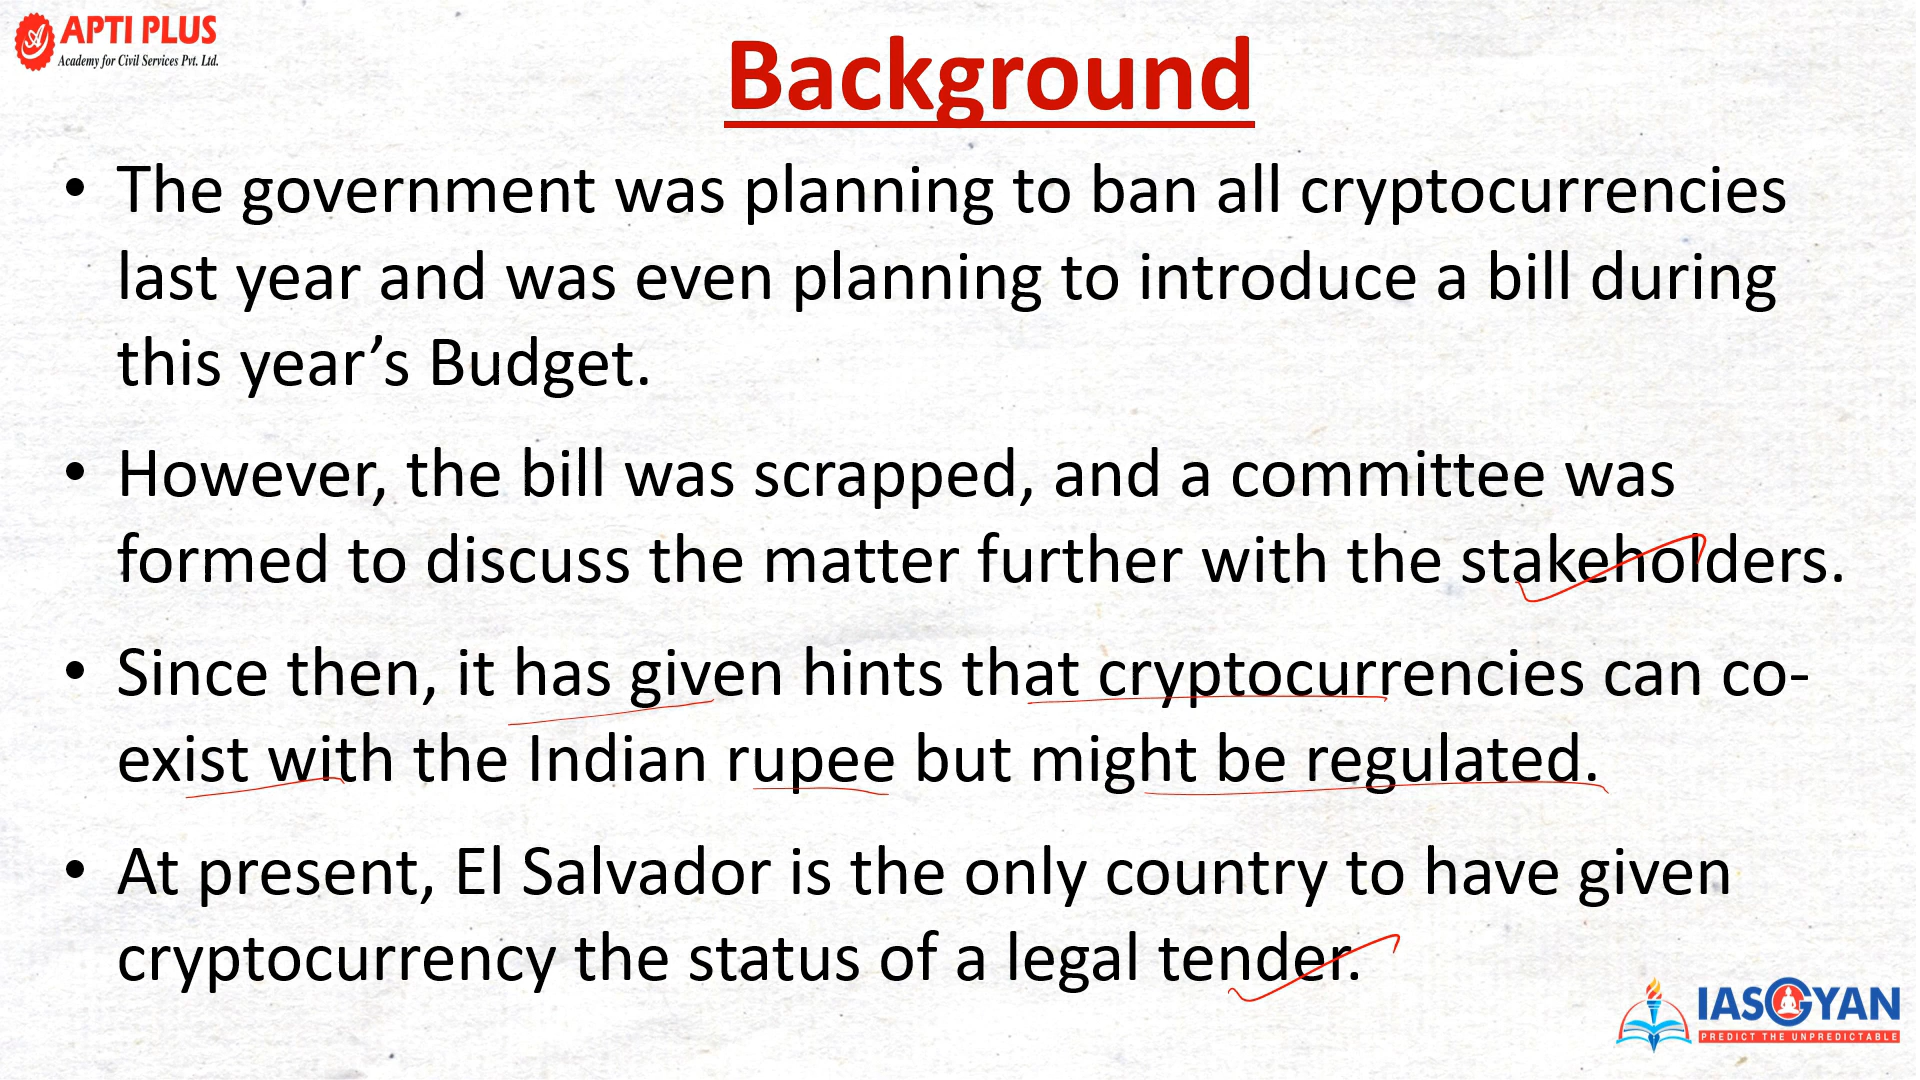 APTI PLUS
Academy for Civil Services Pvt. Ltd.
Background
• The government was planning to ban all cryptocurrencies
last year and was even planning to introduce a bill during
this year’s Budget.
• However, the bill was scrapped, and a committee was
formed to discuss the matter further with the stakeholders.
• Since then, it has given hints that cryptocurrencies can co-
exist with the Indian rupee but might be regulated.
• At present, El Salvador is the only country to have given
cryptocurrency the status of a legal tender.
IASGYAN
PREDICT THE UNPREDICTABLE